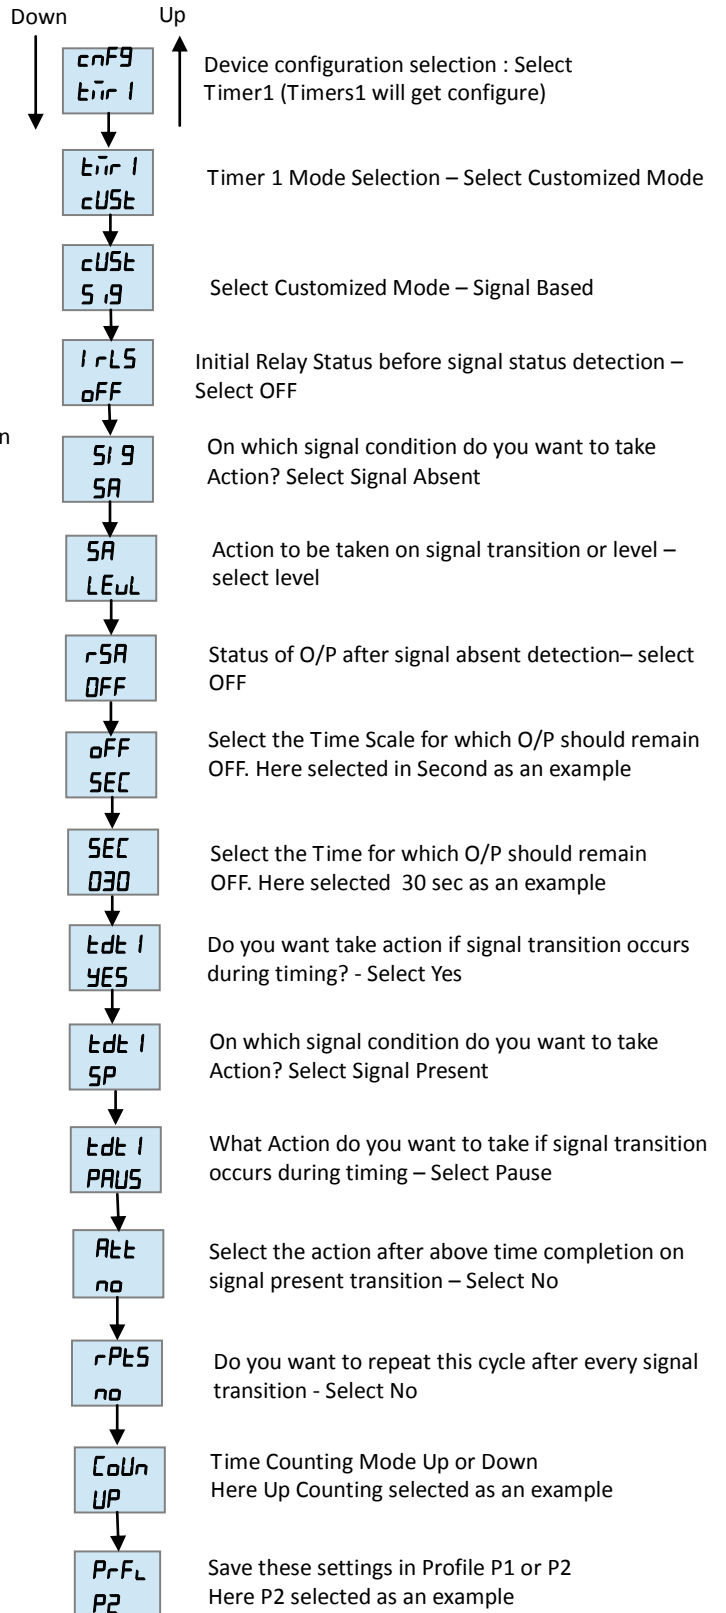 Down Up
cnFg
tmr 1
Device configuration selection : Select
Timer1 (Timers1 will get configure)
tmr 1
cUSt
Timer 1 Mode Selection – Select Customized Mode
cUSt
Sig
Select Customized Mode – Signal Based
IrLS
oFF
Initial Relay Status before signal status detection –
Select OFF
n
SIg
SA
On which signal condition do you want to take
Action? Select Signal Absent
SA
LEvL
Action to be taken on signal transition or level –
select level
rSA
OFF
Status of O/P after signal absent detection– select
OFF
oFF
SEC
Select the Time Scale for which O/P should remain
OFF. Here selected in Second as an example
SEC
030
Select the Time for which O/P should remain
OFF. Here selected 30 sec as an example
tdt 1
YES
Do you want take action if signal transition occurs
during timing? - Select Yes
tdt 1
SP
On which signal condition do you want to take
Action? Select Signal Present
tdt 1
PAUS
What Action do you want to take if signal transition
occurs during timing – Select Pause
Att
no
Select the action after above time completion on
signal present transition – Select No
rPtS
no
Do you want to repeat this cycle after every signal
transition - Select No
CoUn
UP
Time Counting Mode Up or Down
Here Up Counting selected as an example
PrFL
P2
Save these settings in Profile P1 or P2
Here P2 selected as an example